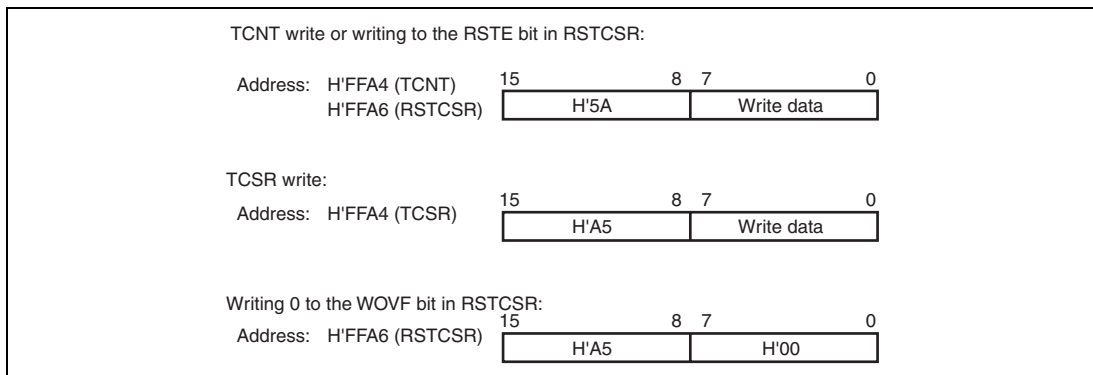 TCNT write or writing to the RSTE bit in RSTCSR:
15 8 7 0
Address: H'FFA4 (TCNT)
H'FFA6 (RSTCSR)
H'5A Write data
TCSR write:
15 8 7 0
Address: H'FFA4 (TCSR)
H'A5 Write data
Writing 0 to the WOVF bit in RSTCSR:
15 8 7 0
Address: H'FFA6 (RSTCSR)
H'A5 H'00